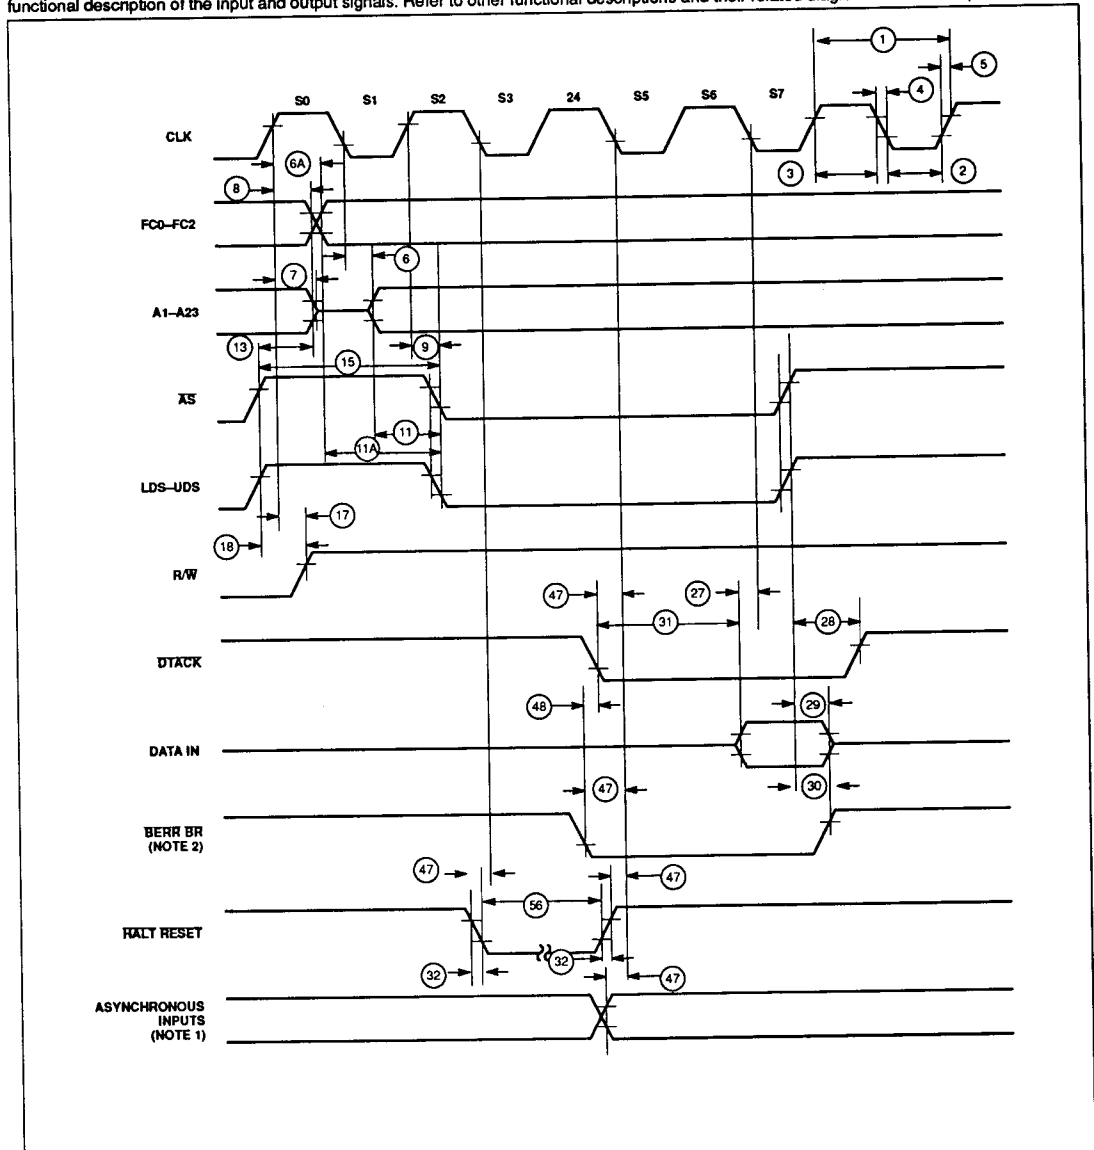 functional description of the input and output signals. Refer to other functional descriptions and their related diagr
1
5
4
S0 S1 S2 S3 24 S5 S6 S7
CLK
6A
3 2
8
FC0–FC2
6
7
A1–A23
13 9
15
AS
11
11A
LDS–UDS
17
18
R/W
47 27
31 28
DTACK
48 29
DATA IN
47 30
BERR BR
(NOTE 2)
47 47
56
HALT RESET
32 32 47
ASYNCHRONOUS
INPUTS
(NOTE 1)